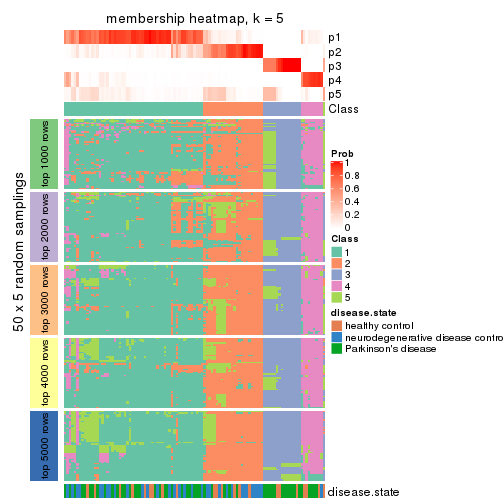 membership heatmap, k = 5
p1
p2
p3
p4
p5
Class
50 x 5 random samplings
top 1000 rows
top 2000 rows
top 3000 rows
top 4000 rows
top 5000 rows
disease.state
Prob
1
0.8
0.6
0.4
0.2
0
Class
1
2
3
4
5
disease.state
healthy control
neurodegenerative disease contro
Parkinson's disease